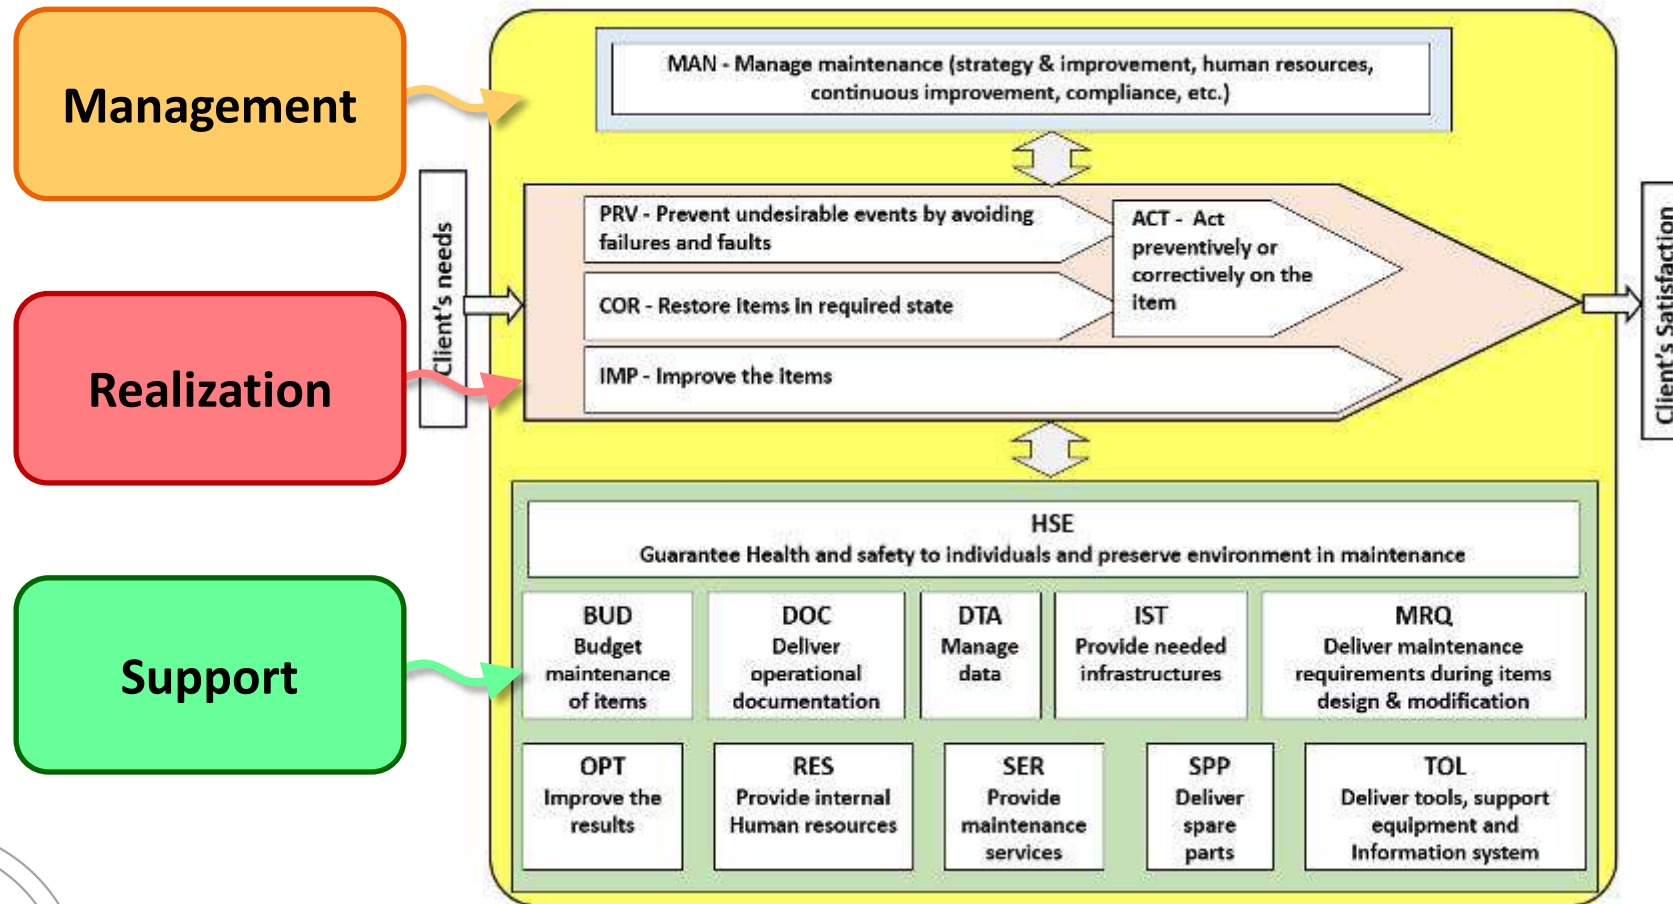 Management
MAN - Manage maintenance (strategy & improvement, human resources,
continuous improvement, compliance, etc.)
Client's needs
Realization
PRV - Prevent undesirable events by avoiding
failures and faults
COR - Restore items in required state
IMP - Improve the items
ACT - Act
preventively or
correctively on the
item
Client's Satisfaction
Support
HSE
Guarantee Health and safety to individuals and preserve environment in maintenance
BUD
Budget
maintenance
of items
DOC
Deliver
operational
documentation
DTA
Manage
data
IST
Provide needed
infrastructures
MRQ
Deliver maintenance
requirements during items
design & modification
OPT
Improve the
results
RES
Provide internal
Human resources
SER
Provide
maintenance
services
SPP
Deliver
spare
parts
TOL
Deliver tools, support
equipment and
Information system